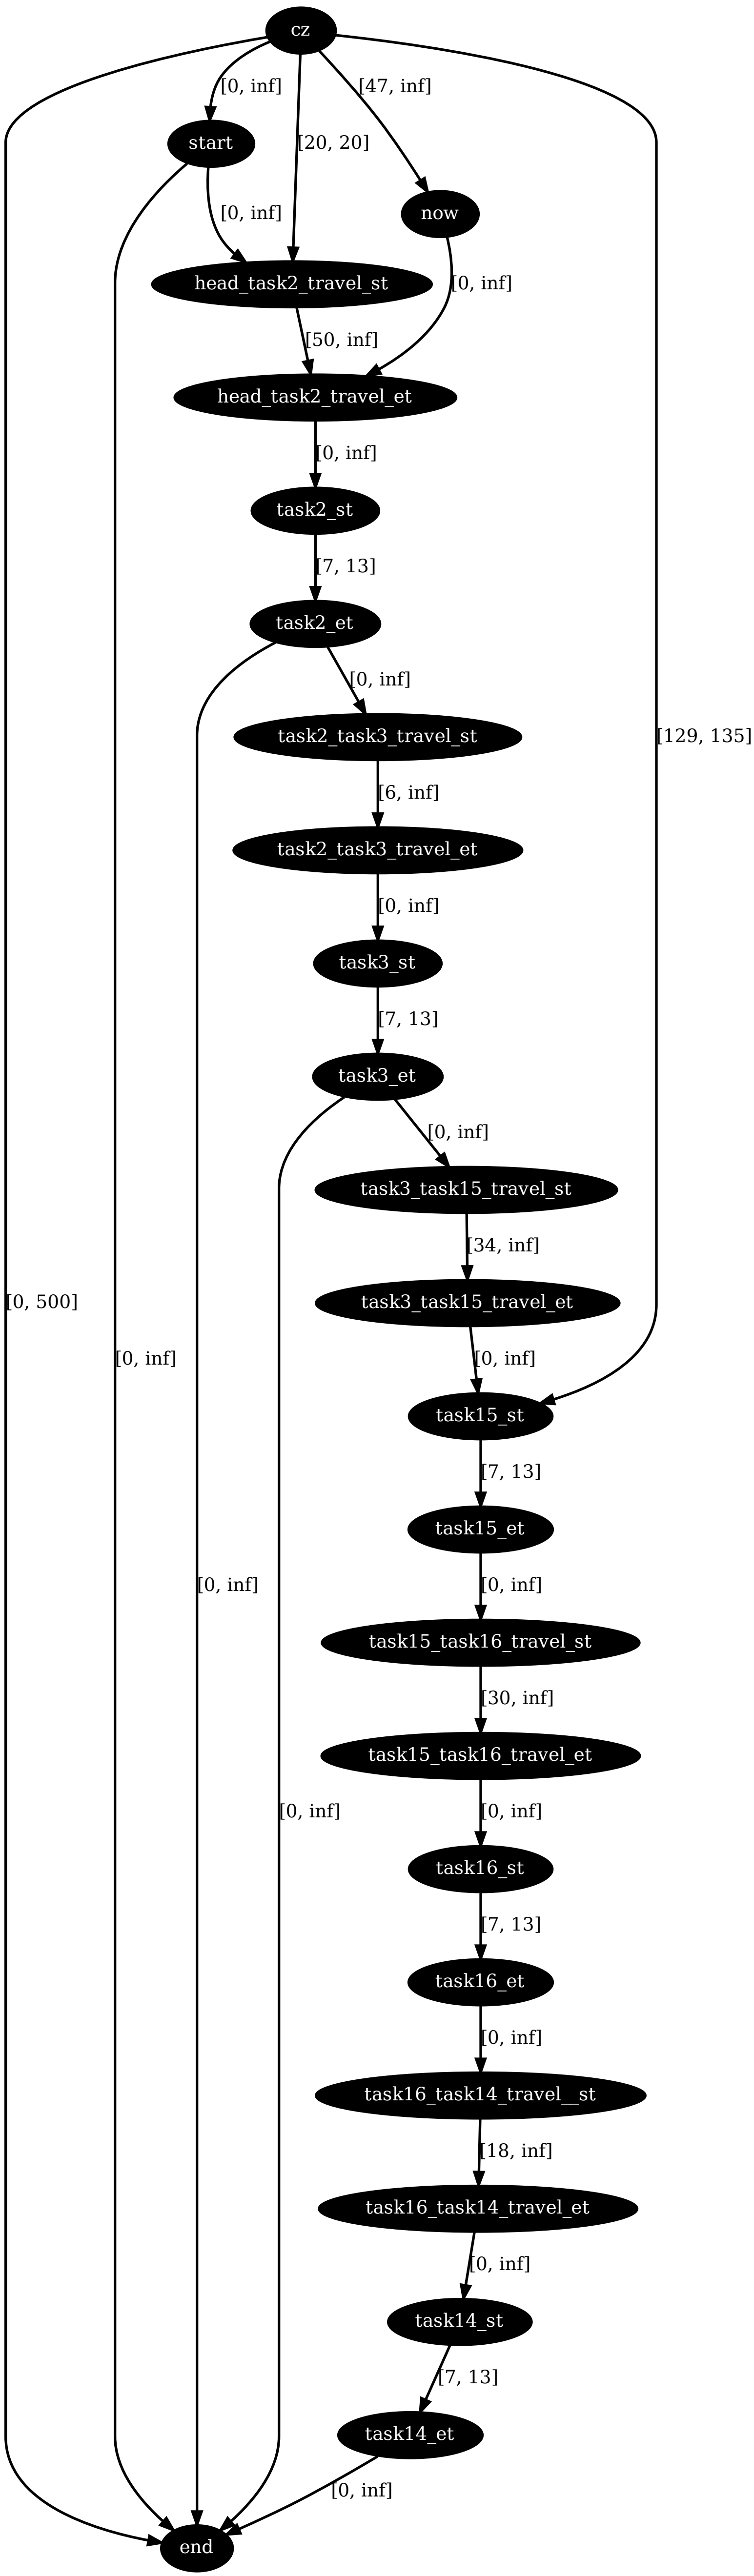 cz
[0, inf]
[47, inf]
start
[20, 20]
now
[0, inf]
head_task2_travel_st
[0, inf]
[50, inf]
head_task2_travel_et
[0, inf]
task2_st
[7, 13]
task2_et
[0, inf]
task2_task3_travel_st
[129, 135]
[6, inf]
task2_task3_travel_et
[0, inf]
task3_st
[7, 13]
task3_et
[0, inf]
task3_task15_travel_st
[34, inf]
task3_task15_travel_et
[0, 500]
[0, inf]
[0, inf]
task15_st
[7, 13]
task15_et
[0, inf]
[0, inf]
task15_task16_travel_st
[30, inf]
task15_task16_travel_et
[0, inf]
[0, inf]
task16_st
[7, 13]
task16_et
[0, inf]
task16_task14_travel__st
[18, inf]
task16_task14_travel_et
[0, inf]
task14_st
[7, 13]
task14_et
[0, inf]
end